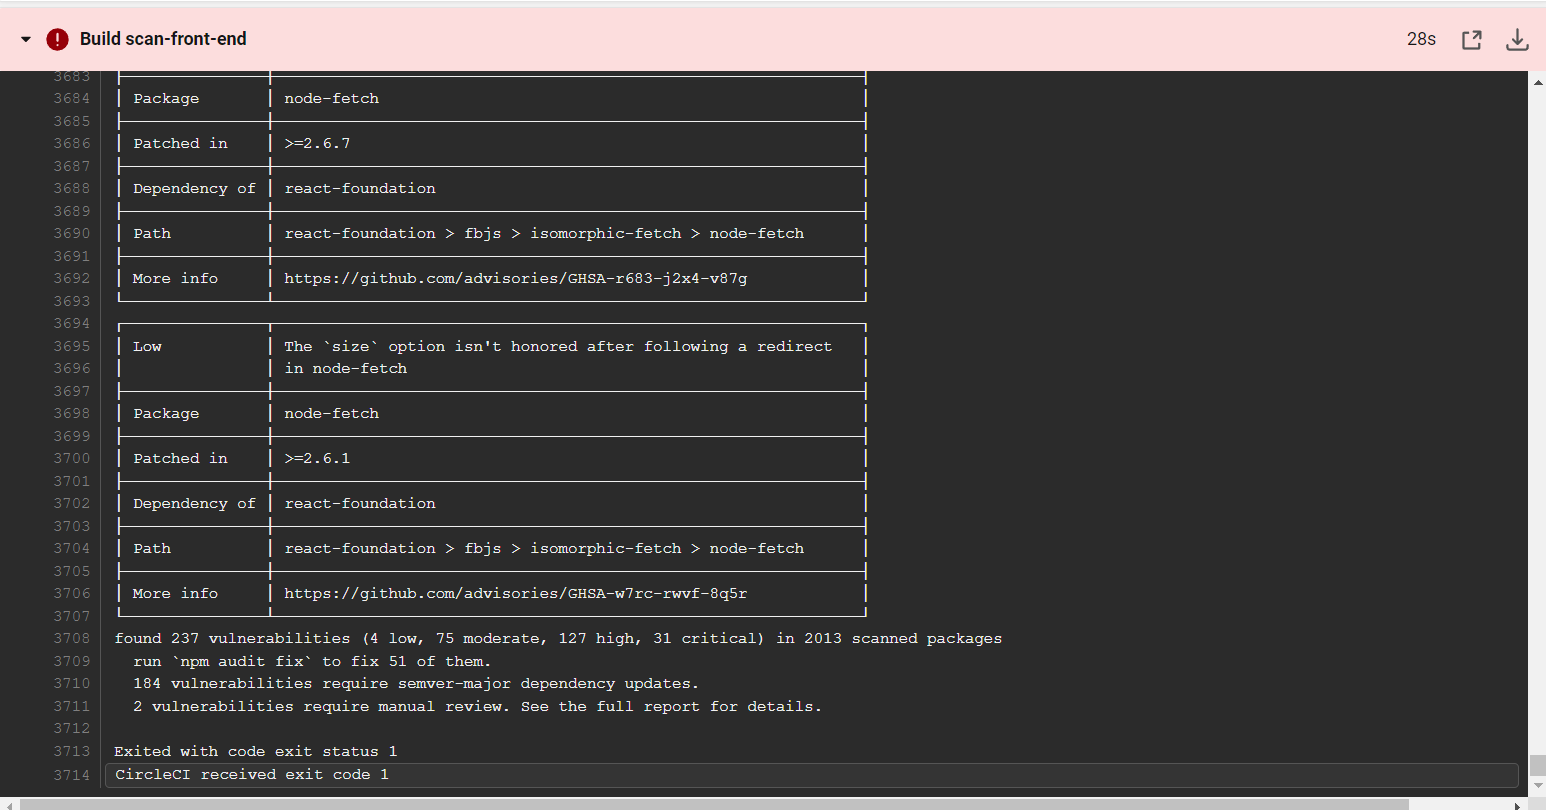 Build scan-front-end
28s
3683
3684 Package node-fetch
3685
3686 Patched in >=2.6.7
3687
3688 Dependency of react-foundation
3689
3690 Path react-foundation > fbjs > isomorphic-fetch > node-fetch
3691
3692 More info https://github.com/advisories/GHSA-r683-j2x4-v87g
3693
3694
3695 Low The `size` option isn't honored after following a redirect
3696 in node-fetch
3697
3698 Package node-fetch
3699
3700 Patched in >=2.6.1
3701
3702 Dependency of react-foundation
3703
3704 Path react-foundation > fbjs > isomorphic-fetch > node-fetch
3705
3706 More info https://github.com/advisories/GHSA-w7rc-rwvf-8q5r
3707
3708 found 237 vulnerabilities (4 low, 75 moderate, 127 high, 31 critical) in 2013 scanned packages
3709 run `npm audit fix` to fix 51 of them.
3710 184 vulnerabilities require semver-major dependency updates.
3711 2 vulnerabilities require manual review. See the full report for details.
3712
3713 Exited with code exit status 1
3714 CircleCI received exit code 1